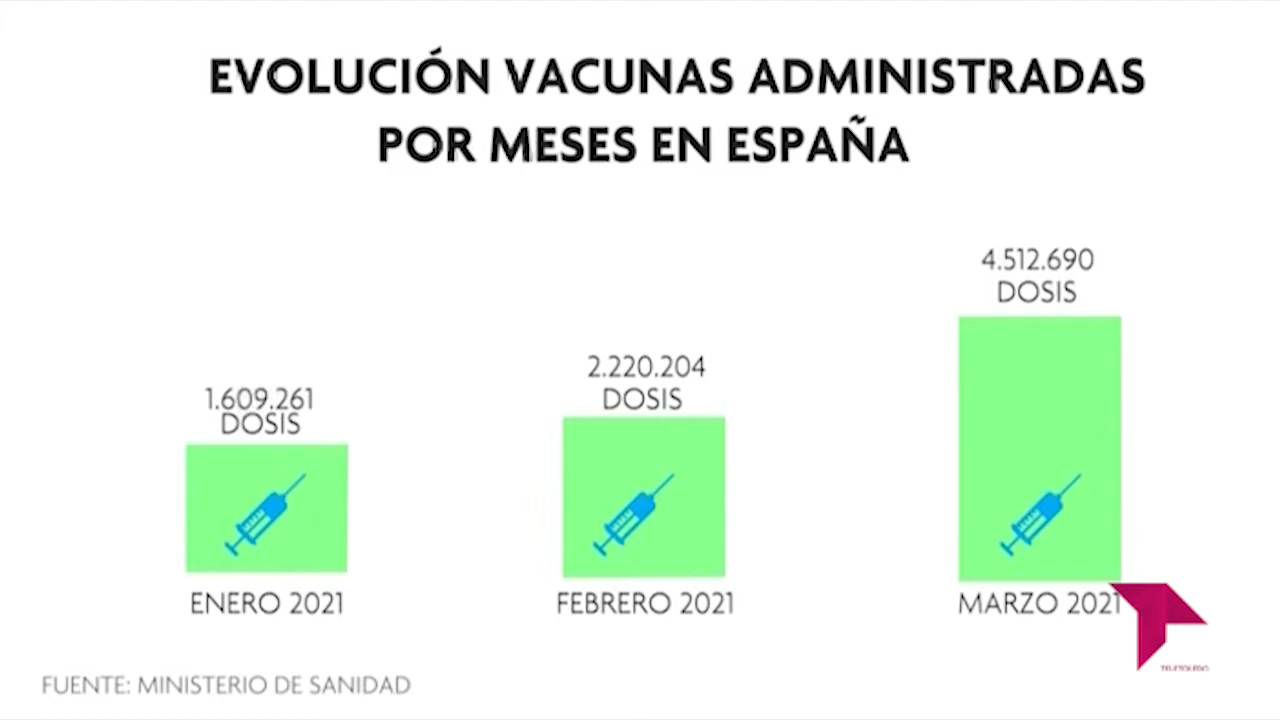 EVOLUCIÓN VACUNAS ADMINISTRADAS
POR MESES EN ESPAÑA
1.609.261
DOSIS
2.220.204
DOSIS
4.512.690
DOSIS
ENERO 2021
FEBRERO 2021
MARZO 2021
TELETOLEDO
FUENTE: MINISTERIO DE SANIDAD